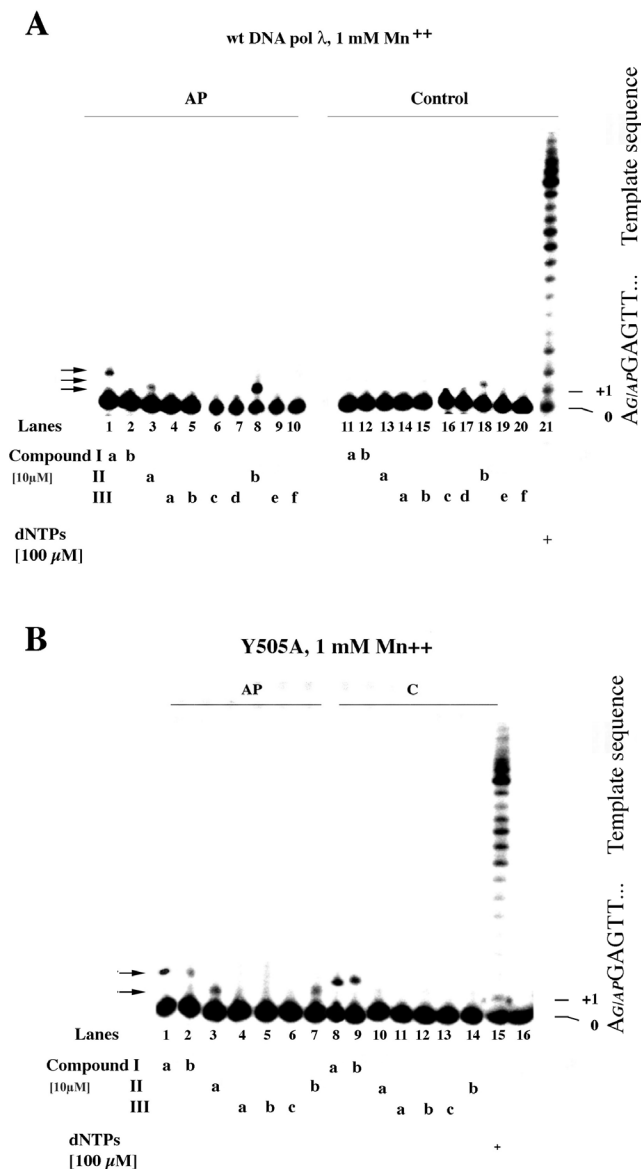 A
wt DNA pol λ, 1 mM Mn++
AP Control
Template sequence
AG/APGAGTT...
+1
0
Lanes 1 2 3 4 5 6 7 8 9 10 11 12 13 14 15 16 17 18 19 20 21
Compound I a b a b
[10µM] II a b a b
III a b c d e f a b c d e f
dNTPs
[100 µM] +
B
Y505A, 1 mM Mn++
AP C
Template sequence
AG/APGAGTT...
+1
0
Lanes 1 2 3 4 5 6 7 8 9 10 11 12 13 14 15 16
Compound I a b a b
[10µM] II a b a b
III a b c a b c
dNTPs +
[100 µM]